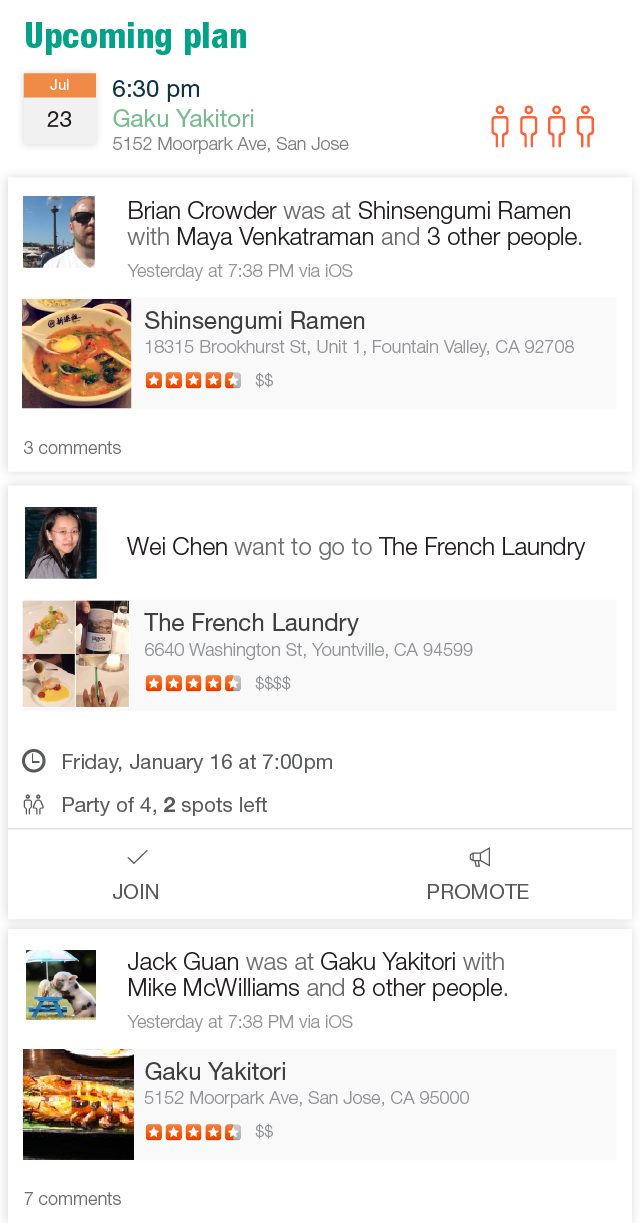 Upcoming plan
Jul
23
6:30 pm
Gaku Yakitori
5152 Moorpark Ave, San Jose
Brian Crowder was at Shinsengumi Ramen
with Maya Venkatraman and 3 other people.
Yesterday at 7:38 PM via iOS
Shinsengumi Ramen
18315 Brookhurst St, Unit 1, Fountain Valley, CA 92708
$$
3 comments
Wei Chen want to go to The French Laundry
The French Laundry
6640 Washington St, Yountville, CA 94599
$$$$
Friday, January 16 at 7:00pm
Party of 4, 2 spots left
JOIN
PROMOTE
Jack Guan was at Gaku Yakitori with
Mike McWilliams and 8 other people.
Yesterday at 7:38 PM via iOS
Gaku Yakitori
5152 Moorpark Ave, San Jose, CA 95000
$$
7 comments